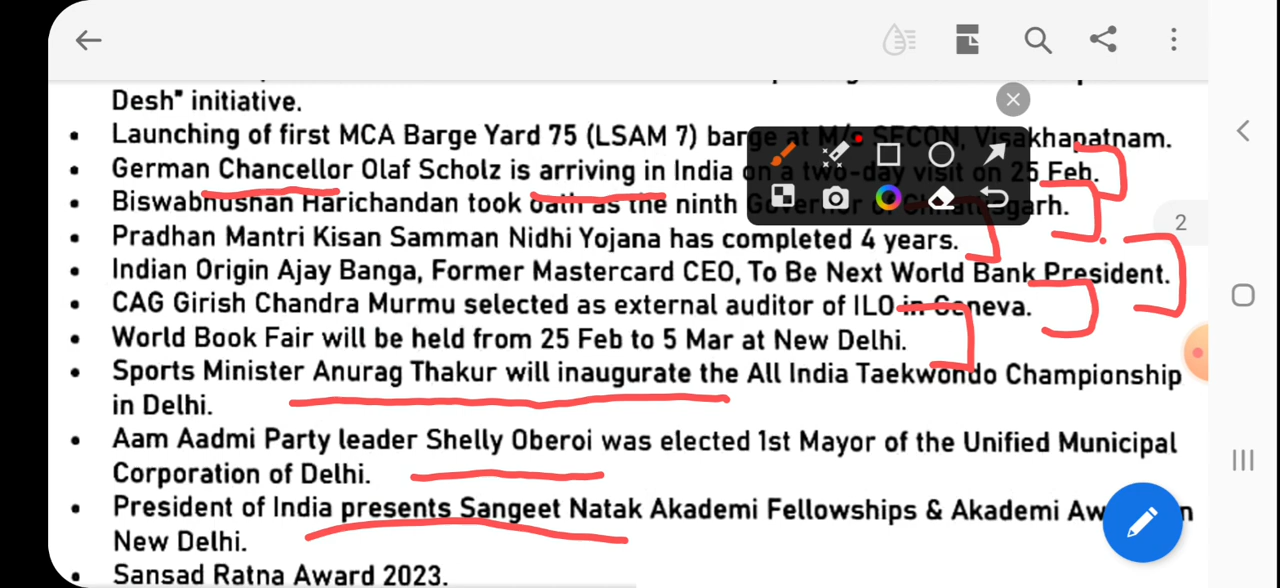 Desh" initiative.
• Launching of first MCA Barge Yard 75 (LSAM 7) barge at M/s SECON, Visakhapatnam.
• German Chancellor Olaf Scholz is arriving in India on a two-day visit on 25 Feb.
• Biswabhushan Harichandan took oath as the ninth Governor of Chhattisgarh.
2
• Pradhan Mantri Kisan Samman Nidhi Yojana has completed 4 years.
• Indian Origin Ajay Banga, Former Mastercard CEO, To Be Next World Bank President.
• CAG Girish Chandra Murmu selected as external auditor of ILO in Geneva.
• World Book Fair will be held from 25 Feb to 5 Mar at New Delhi.
• Sports Minister Anurag Thakur will inaugurate the All India Taekwondo Championship
in Delhi.
• Aam Aadmi Party leader Shelly Oberoi was elected 1st Mayor of the Unified Municipal
Corporation of Delhi.
• President of India presents Sangeet Natak Akademi Fellowships & Akademi
New Delhi.
• Sansad Ratna Award 2023.